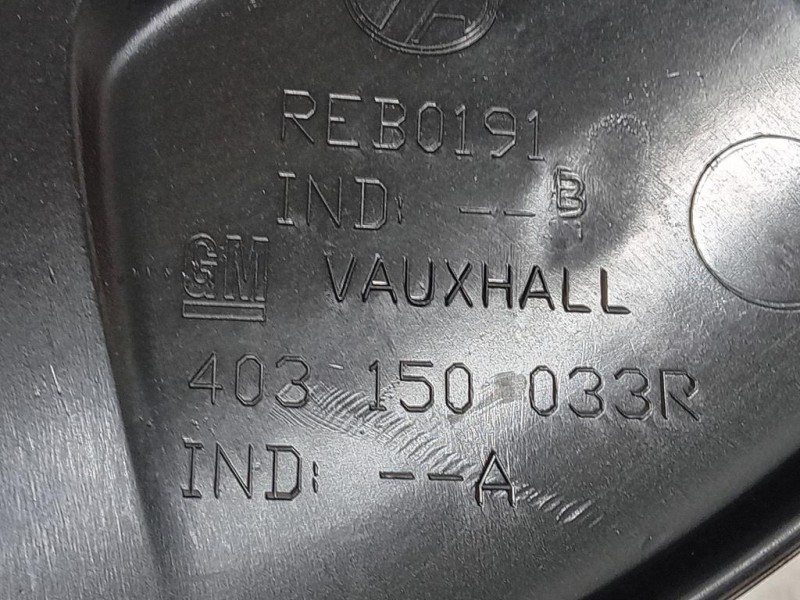 REB0191
IND: --B
GM VAUXHALL
403 150 033R
IND: --A